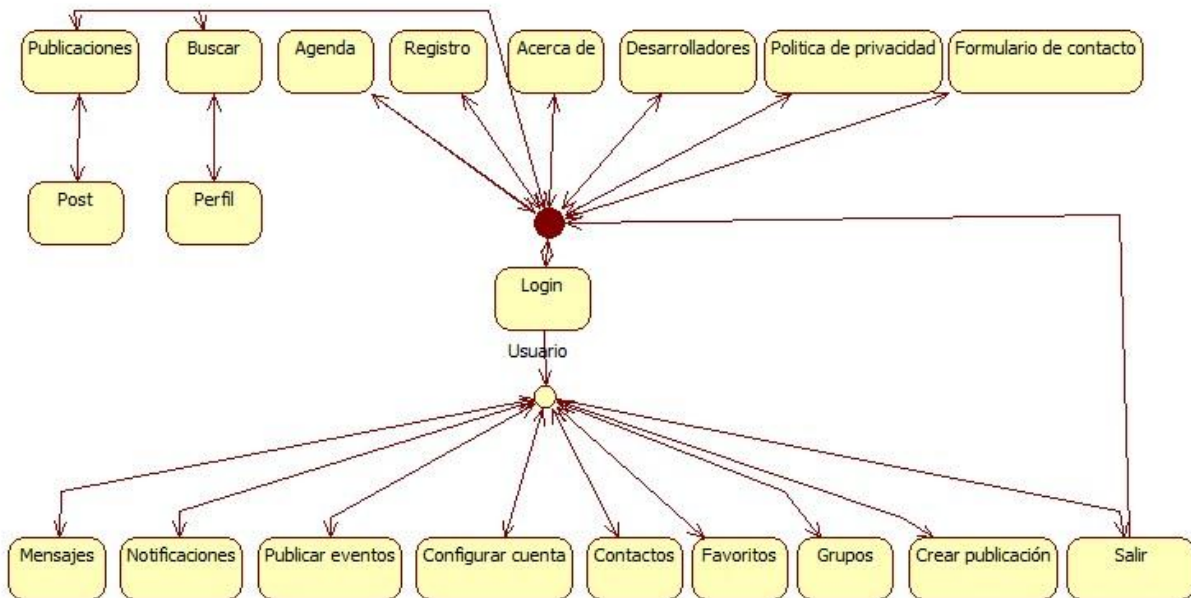 Publicaciones
Buscar
Agenda
Registro
Acerca de
Desarrolladores
Politica de privacidad
Formulario de contacto
Post
Perfil
Login
Usuario
Mensajes
Notificaciones
Publicar eventos
Configurar cuenta
Contactos
Favoritos
Grupos
Crear publicación
Salir